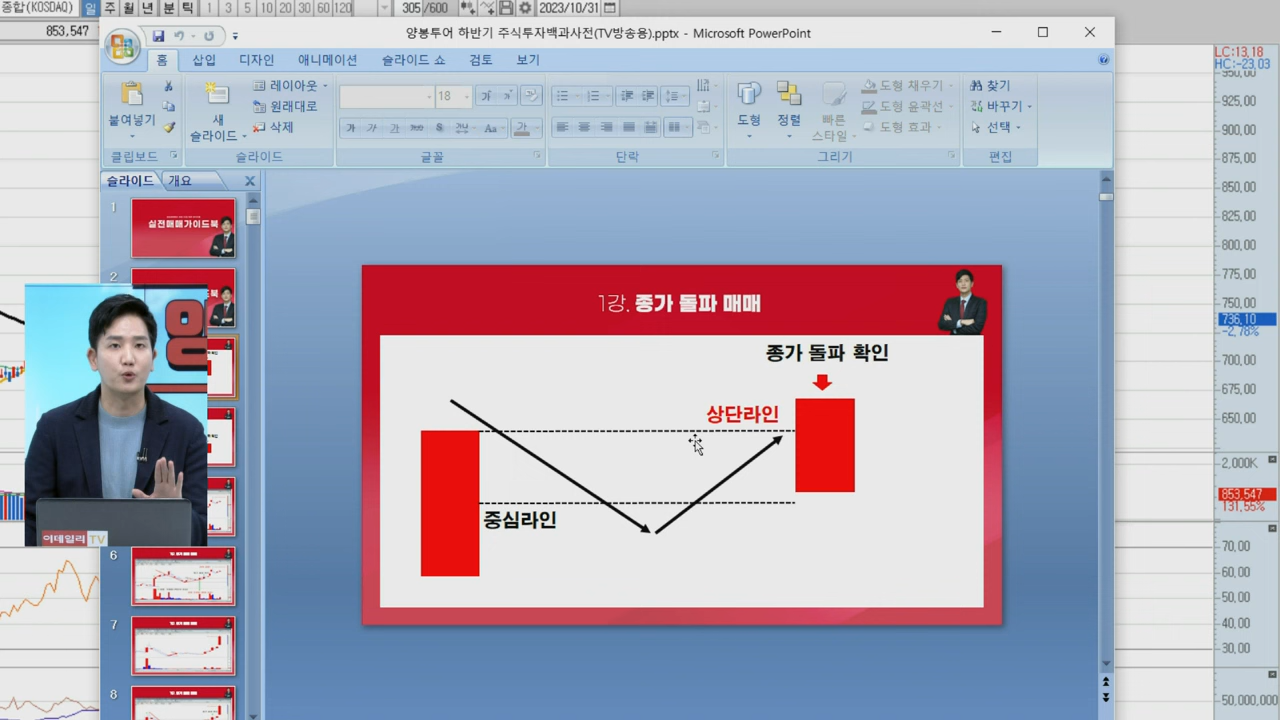 종합(KOSDAQ) 일 주 월 년 분 틱 1 3 5 10 20 30 60 120 305 /600 2023/10/31
853,547
양봉투어 하반기 주식투자백과사전(TV방송용).pptx - Microsoft PowerPoint
홈 삽입 디자인 애니메이션 슬라이드 쇼 검토 보기
붙여넣기
클립보드
새
슬라이드
레이아웃
원래대로
삭제
슬라이드
18
글꼴
단락
도형
정렬
빠른
스타일
도형 채우기
도형 윤곽선
도형 효과
그리기
찾기
바꾸기
선택
편집
슬라이드 개요
1
실전매매가이드북
2
6
7
8
이데일리 TV
1강. 종가 돌파 매매
종가 돌파 확인
상단라인
중심라인
LC:13,18
HC:-23,03
950,00
925,00
900,00
875,00
850,00
825,00
800,00
775,00
750,00
736,10
-2,78%
700,00
675,00
650,00
2,000K
853,547
131,55%
70,00
60,00
50,00
40,00
30,00
50,000,000